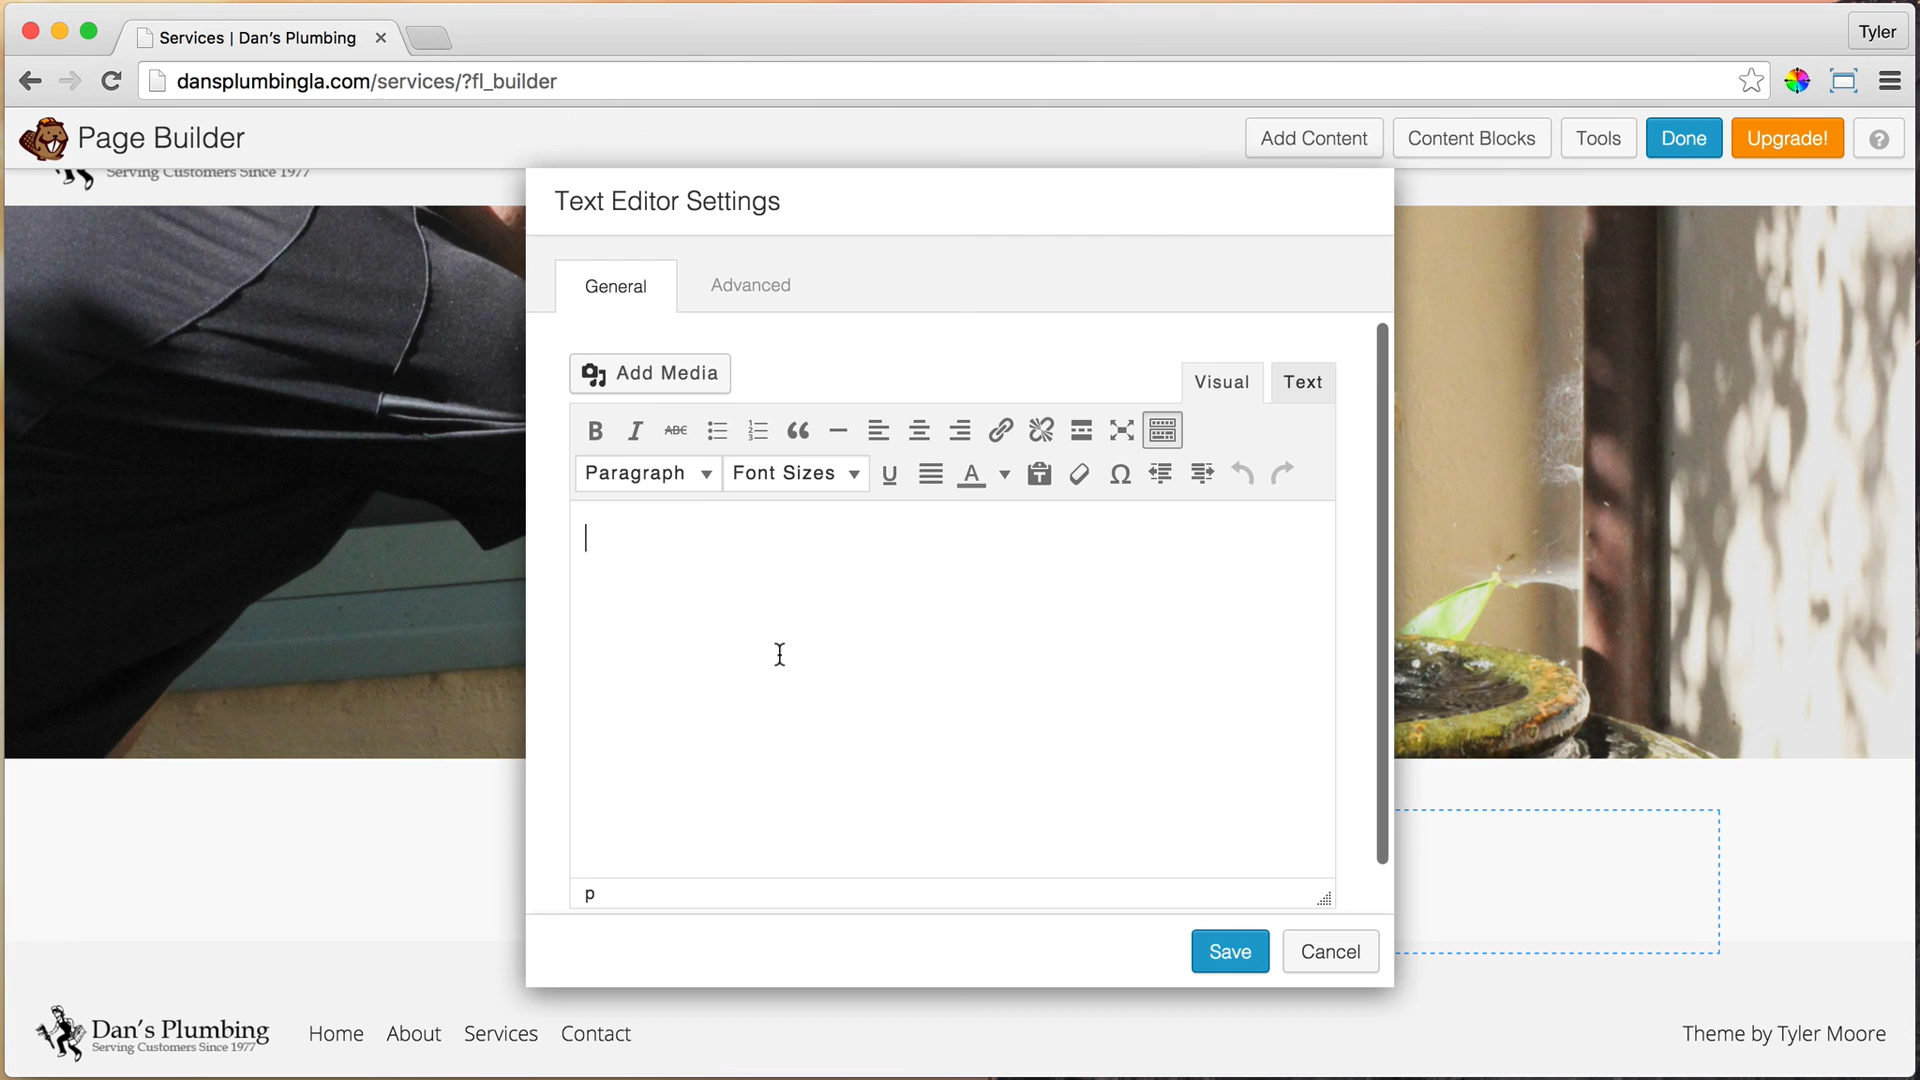 Services | Dan's Plumbing
Tyler
dansplumbingla.com/services/?fl_builder
Page Builder
Add Content
Content Blocks
Tools
Done
Upgrade!
?
Serving Customers Since 1977
Text Editor Settings
General
Advanced
Add Media
Visual
Text
B I ABC
Paragraph
Font Sizes
U A T Ω
p
Save
Cancel
Dan's Plumbing
Serving Customers Since 1977
Home
About
Services
Contact
Theme by Tyler Moore